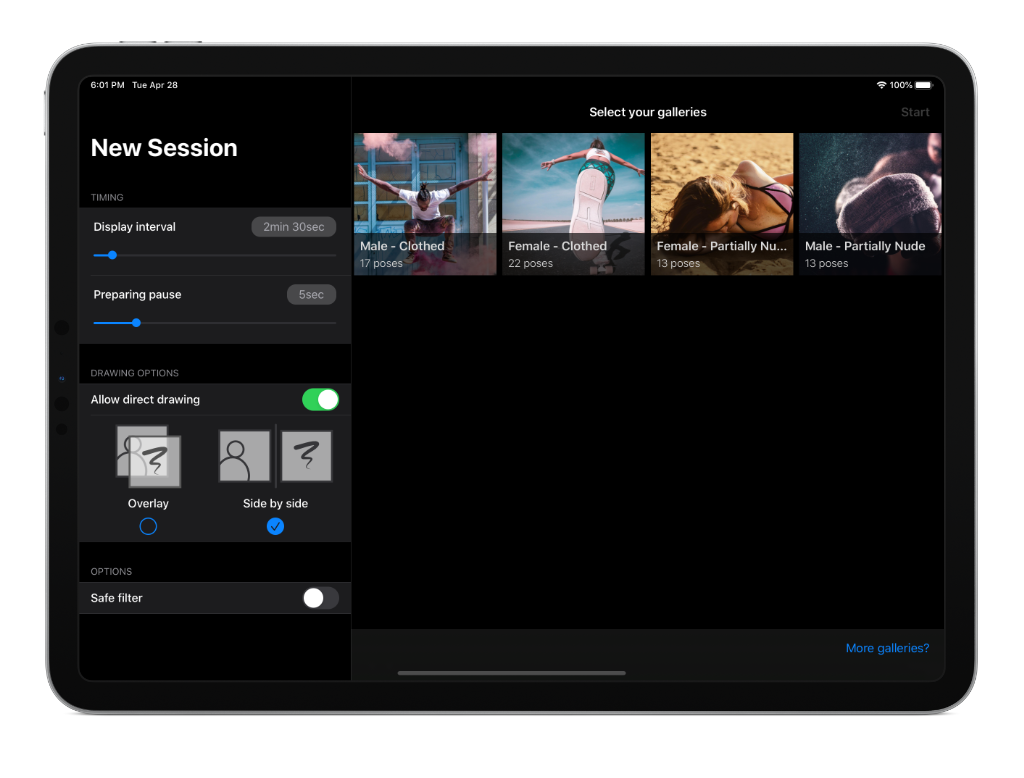 6:01 PM Tue Apr 28
100%
New Session
TIMING
Display interval
2min 30sec
Preparing pause
5sec
DRAWING OPTIONS
Allow direct drawing
Overlay
Side by side
OPTIONS
Safe filter
Select your galleries
Start
Male - Clothed
17 poses
Female - Clothed
22 poses
Female - Partially Nu...
13 poses
Male - Partially Nude
13 poses
More galleries?